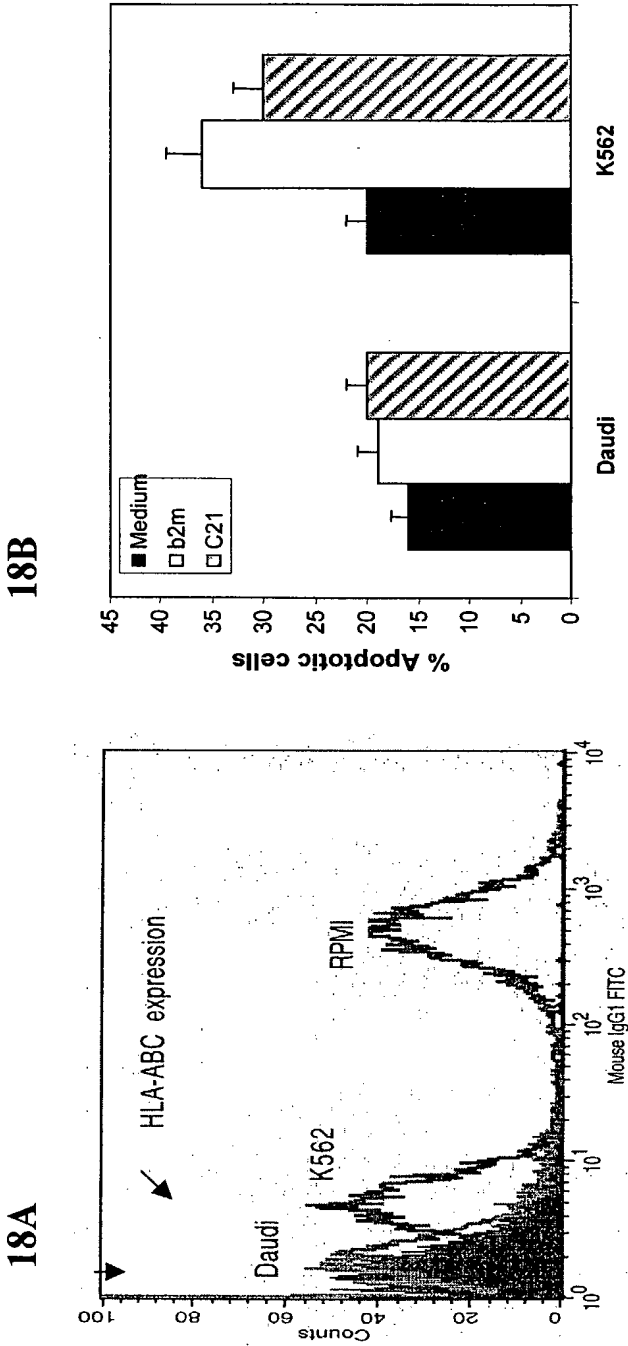 18A
HLA-ABC expression
Daudi
K562
RPMI
Counts
100
80
60
40
20
0
10^0
10^1
10^2
10^3
10^4
Mouse IgG1 FITC
18B
Medium
b2m
C21
% Apoptotic cells
45
40
35
30
25
20
15
10
5
0
Daudi
K562